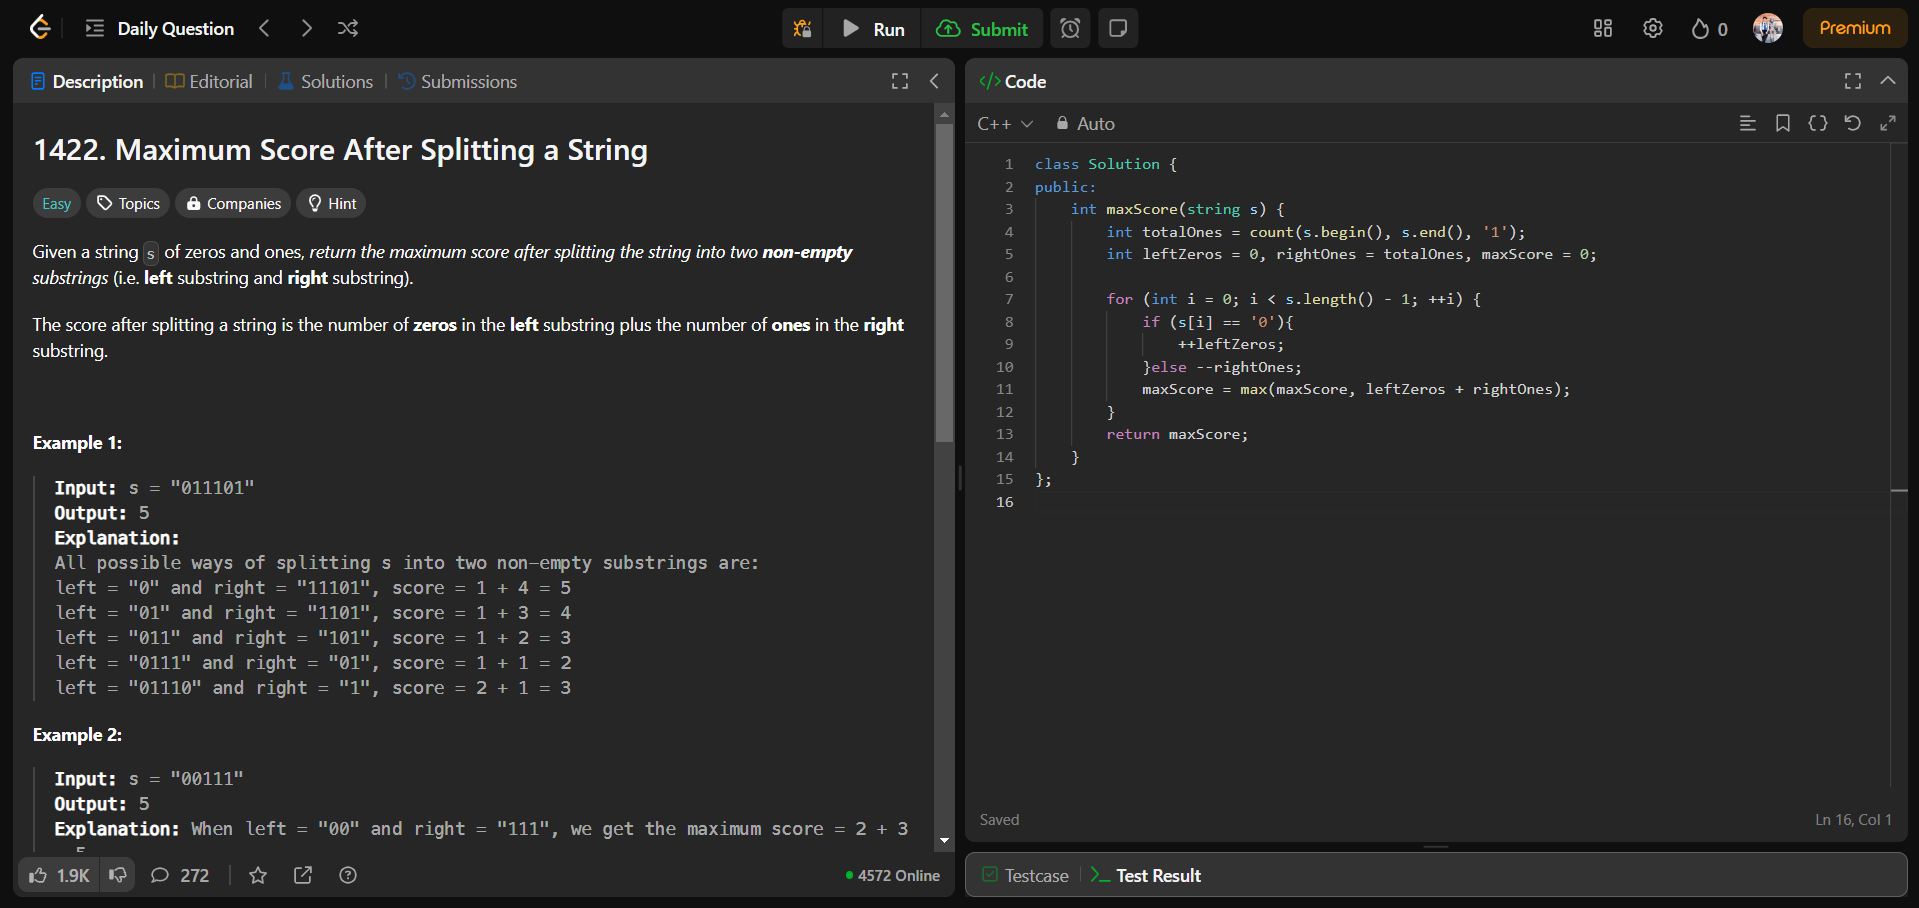 Daily Question
Run
Submit
0
Premium
Description
Editorial
Solutions
Submissions
1422. Maximum Score After Splitting a String
Easy
Topics
Companies
Hint
Given a string s of zeros and ones, return the maximum score after splitting the string into two non-empty
substrings (i.e. left substring and right substring).
The score after splitting a string is the number of zeros in the left substring plus the number of ones in the right
substring.
Example 1:
Input: s = "011101"
Output: 5
Explanation:
All possible ways of splitting s into two non-empty substrings are:
left = "0" and right = "11101", score = 1 + 4 = 5
left = "01" and right = "1101", score = 1 + 3 = 4
left = "011" and right = "101", score = 1 + 2 = 3
left = "0111" and right = "01", score = 1 + 1 = 2
left = "01110" and right = "1", score = 2 + 1 = 3
Example 2:
Input: s = "00111"
Output: 5
Explanation: When left = "00" and right = "111", we get the maximum score = 2 + 3
1.9K
272
4572 Online
</> Code
C++
Auto
1 class Solution {
2 public:
3 int maxScore(string s) {
4 int totalOnes = count(s.begin(), s.end(), '1');
5 int leftZeros = 0, rightOnes = totalOnes, maxScore = 0;
6
7 for (int i = 0; i < s.length() - 1; ++i) {
8 if (s[i] == '0'){
9 ++leftZeros;
10 }else --rightOnes;
11 maxScore = max(maxScore, leftZeros + rightOnes);
12 }
13 return maxScore;
14 }
15 };
16
Saved
Ln 16, Col 1
Testcase
Test Result